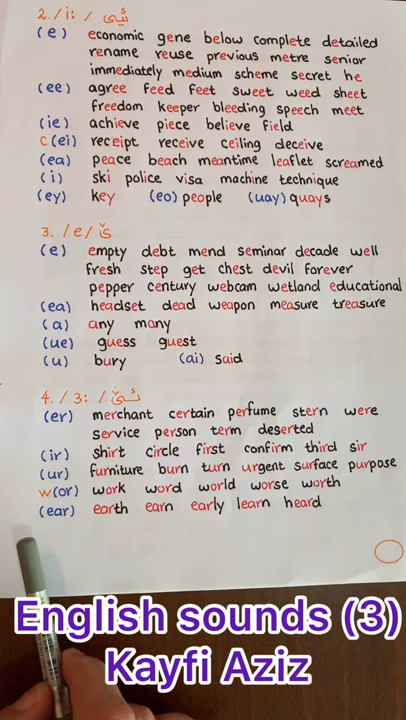 2. /i: / ئیی
(e) economic gene below complete detailed
rename reuse previous metre senior
immediately medium scheme secret he
(ee) agree feed feet sweet weed sheet
freedom keeper bleeding speech meet
(ie) achieve piece believe field
c(ei) receipt receive ceiling deceive
(ea) peace beach meantime leaflet screamed
(i) ski police visa machine technique
(ey) key (eo) people (uay) quays
3. /e/ ێ
(e) empty debt mend seminar decade well
fresh step get chest devil forever
pepper century webcam wetland educational
(ea) headset dead weapon measure treasure
(a) any many
(ue) guess guest
(u) bury (ai) said
4. / 3: /
(er) merchant certain perfume stern were
service person term deserted
(ir) shirt circle first confirm third sir
(ur) furniture burn turn urgent surface purpose
w(or) work word world worse worth
(ear) earth earn early learn heard
English sounds (3)
Kayfi Aziz